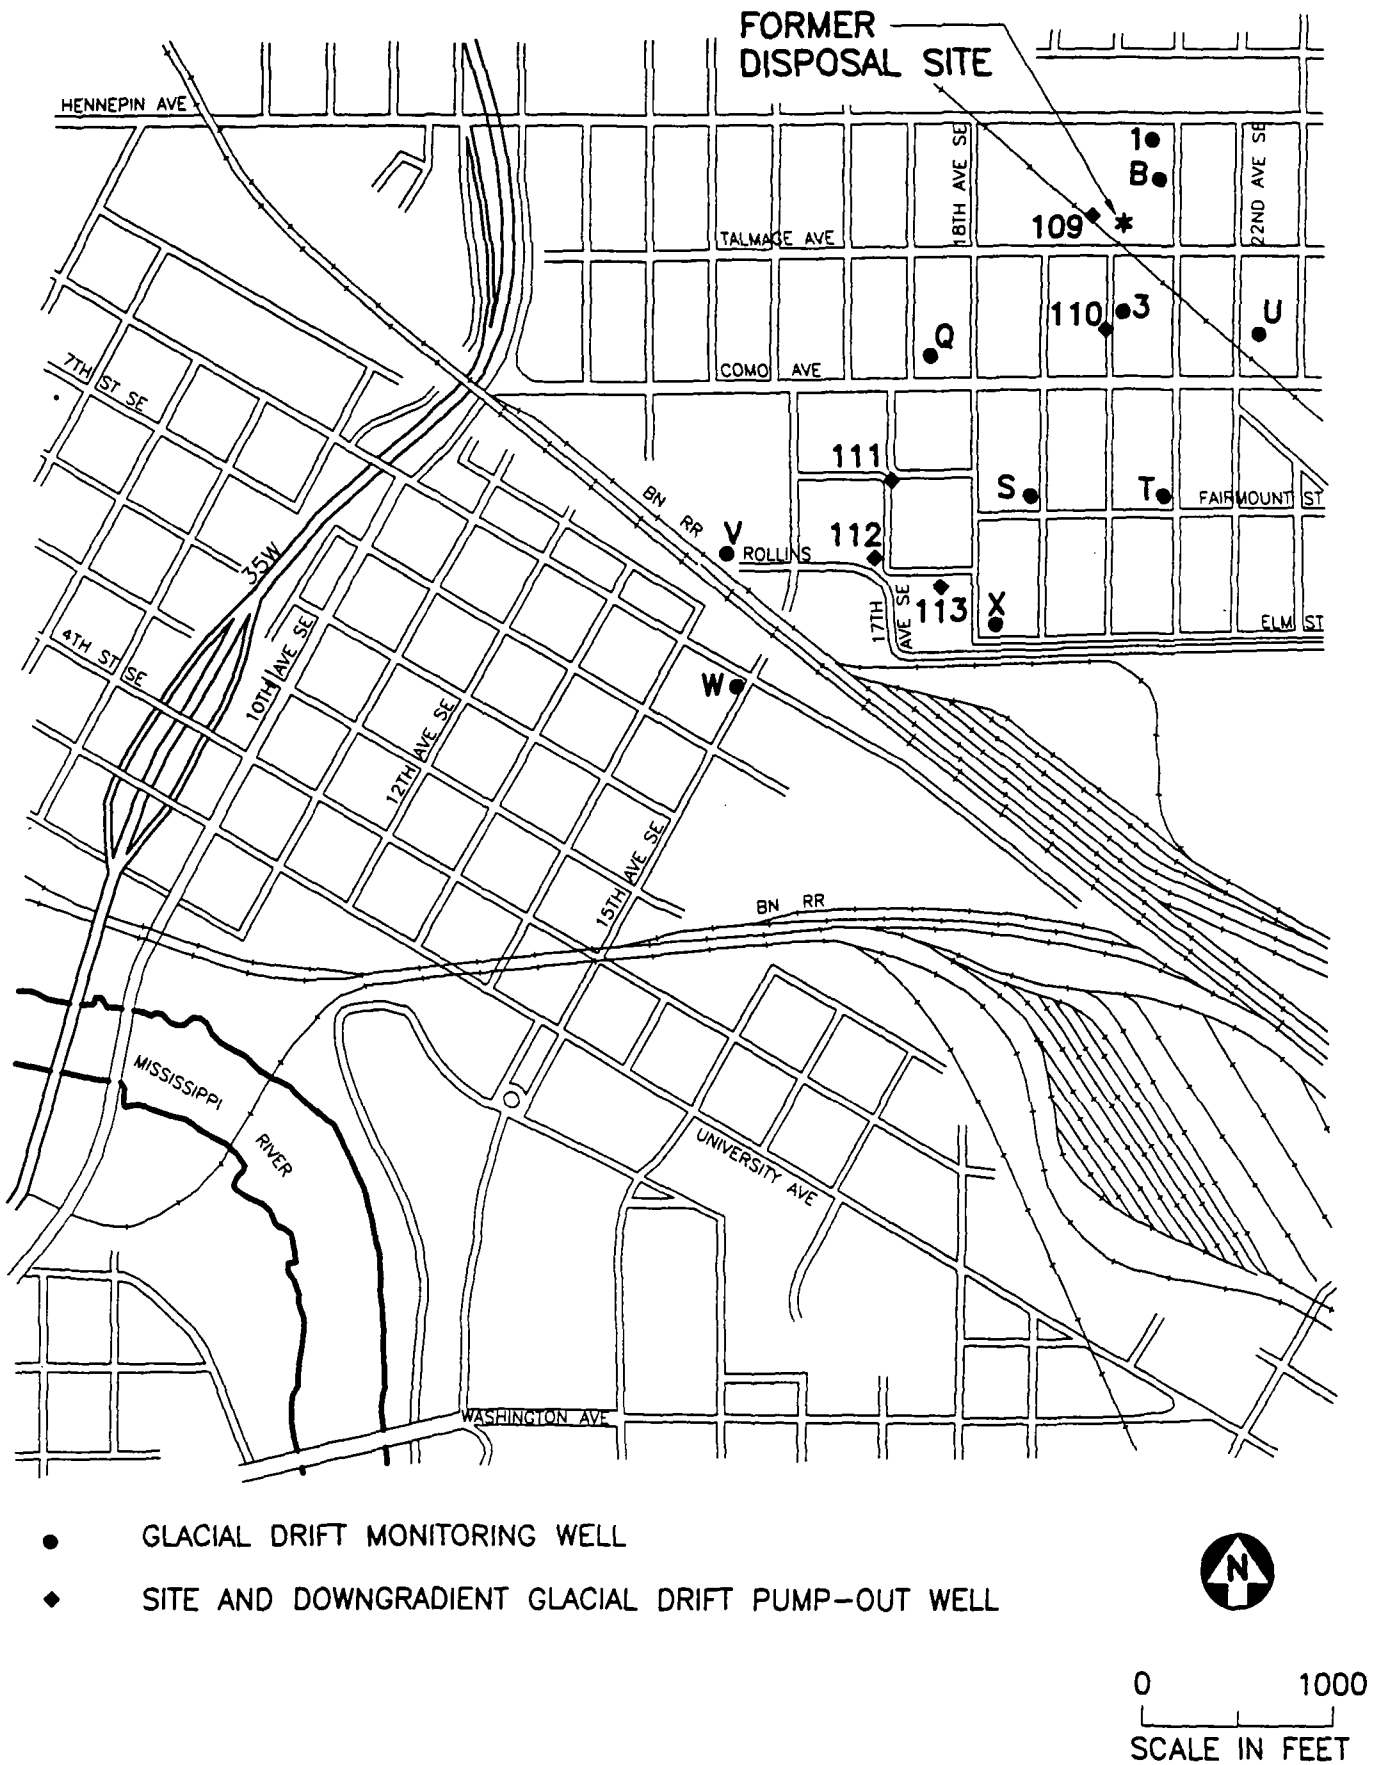 FORMER
DISPOSAL SITE
HENNEPIN AVE
1
B
18TH AVE SE
22ND AVE SE
109
TALMAGE AVE
110
3
U
Q
COMO AVE
7TH ST SE
111
S
T
FAIRMOUNT ST
BN RR
V
ROLLINS
112
35W
113
X
17TH AVE SE
ELM ST
10TH AVE SE
4TH ST SE
W
12TH AVE SE
15TH AVE SE
BN RR
MISSISSIPPI
RIVER
UNIVERSITY AVE
WASHINGTON AVE
GLACIAL DRIFT MONITORING WELL
SITE AND DOWNGRADIENT GLACIAL DRIFT PUMP-OUT WELL
N
0 1000
SCALE IN FEET